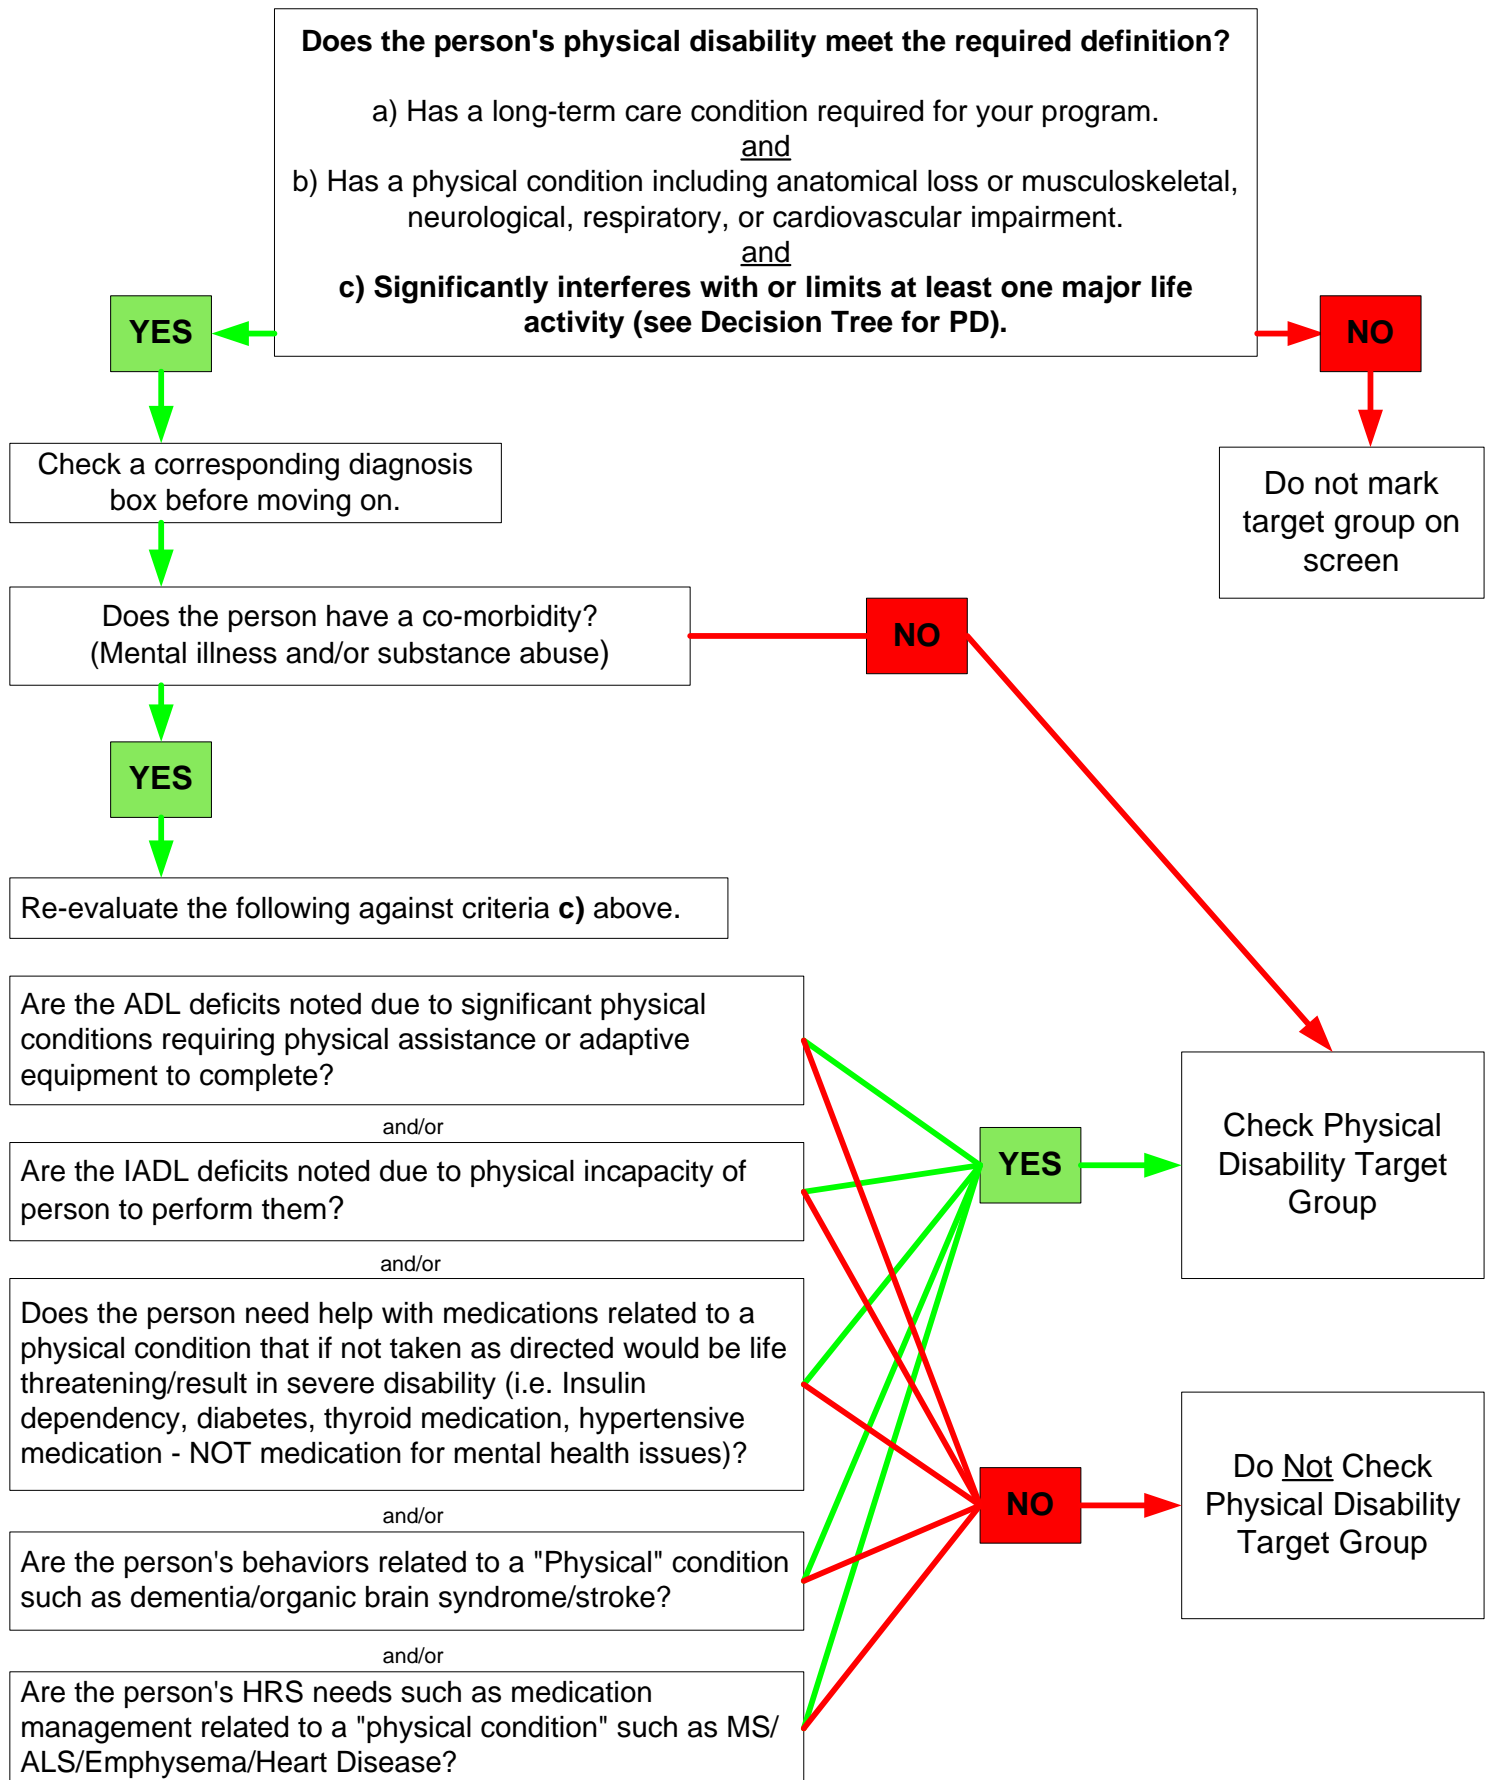 Does the person's physical disability meet the required definition?
a) Has a long-term care condition required for your program.
and
b) Has a physical condition including anatomical loss or musculoskeletal,
neurological, respiratory, or cardiovascular impairment.
and
c) Significantly interferes with or limits at least one major life
activity (see Decision Tree for PD).
YES
NO
Check a corresponding diagnosis
box before moving on.
Do not mark
target group on
screen
Does the person have a co-morbidity?
(Mental illness and/or substance abuse)
NO
YES
Re-evaluate the following against criteria c) above.
Are the ADL deficits noted due to significant physical
conditions requiring physical assistance or adaptive
equipment to complete?
and/or
Are the IADL deficits noted due to physical incapacity of
person to perform them?
and/or
Does the person need help with medications related to a
physical condition that if not taken as directed would be life
threatening/result in severe disability (i.e. Insulin
dependency, diabetes, thyroid medication, hypertensive
medication - NOT medication for mental health issues)?
and/or
Are the person's behaviors related to a "Physical" condition
such as dementia/organic brain syndrome/stroke?
and/or
Are the person's HRS needs such as medication
management related to a "physical condition" such as MS/
ALS/Emphysema/Heart Disease?
YES
Check Physical
Disability Target
Group
NO
Do Not Check
Physical Disability
Target Group